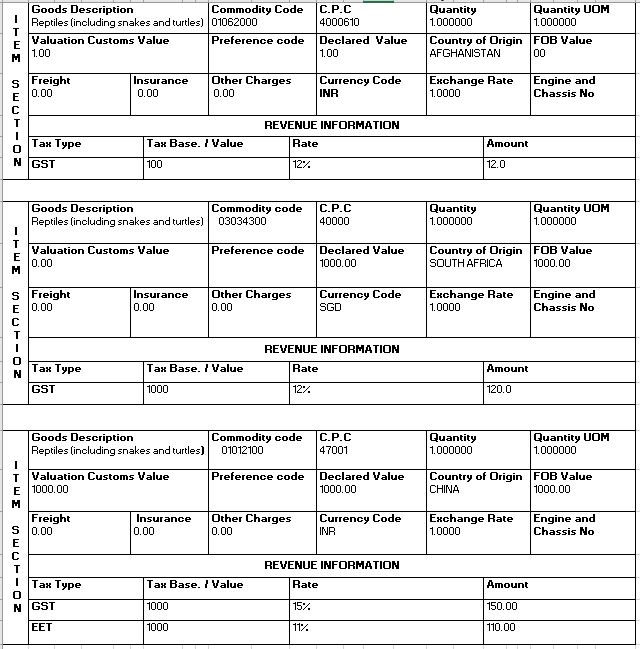 ITEM SECTION
Goods Description Commodity Code C.P.C Quantity Quantity UOM
Reptiles (including snakes and turtles) 01062000 4000610 1.000000 1.000000
Valuation Customs Value Preference code Declared Value Country of Origin FOB Value
1.00 1.00 AFGHANISTAN 00
Freight Insurance Other Charges Currency Code Exchange Rate Engine and
0.00 0.00 0.00 INR 1.0000 Chassis No
REVENUE INFORMATION
Tax Type Tax Base. / Value Rate Amount
GST 100 12% 12.0
ITEM SECTION
Goods Description Commodity code C.P.C Quantity Quantity UOM
Reptiles (including snakes and turtles) 03034300 40000 1.000000 1.000000
Valuation Customs Value Preference code Declared Value Country of Origin FOB Value
0.00 1000.00 SOUTH AFRICA 1000.00
Freight Insurance Other Charges Currency Code Exchange Rate Engine and
0.00 0.00 0.00 SGD 1.0000 Chassis No
REVENUE INFORMATION
Tax Type Tax Base. / Value Rate Amount
GST 1000 12% 120.0
ITEM SECTION
Goods Description Commodity code C.P.C Quantity Quantity UOM
Reptiles (including snakes and turtles) 01012100 47001 1.000000 1.000000
Valuation Customs Value Preference code Declared Value Country of Origin FOB Value
1000.00 1000.00 CHINA 1000.00
Freight Insurance Other Charges Currency Code Exchange Rate Engine and
0.00 0.00 0.00 INR 1.0000 Chassis No
REVENUE INFORMATION
Tax Type Tax Base. / Value Rate Amount
GST 1000 15% 150.00
EET 1000 11% 110.00